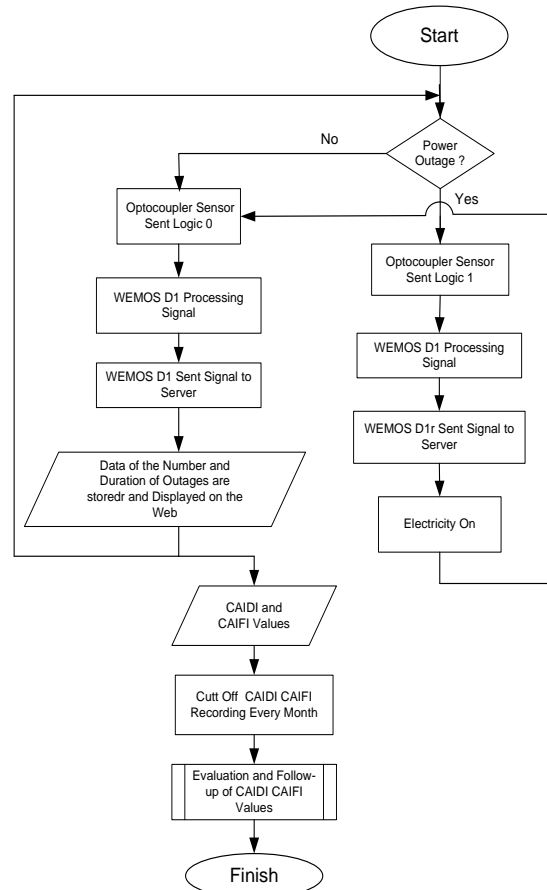 Start
Power
Outage ?
No
Yes
Optocoupler Sensor
Sent Logic 0
WEMOS D1 Processing
Signal
WEMOS D1 Sent Signal to
Server
Data of the Number and
Duration of Outages are
storedr and Displayed on the
Web
Optocoupler Sensor
Sent Logic 1
WEMOS D1 Processing
Signal
WEMOS D1r Sent Signal to
Server
Electricity On
CAIDI and
CAIFI Values
Cutt Off  CAIDI CAIFI
Recording Every Month
Evaluation and Follow-
up of CAIDI CAIFI
Values
Finish